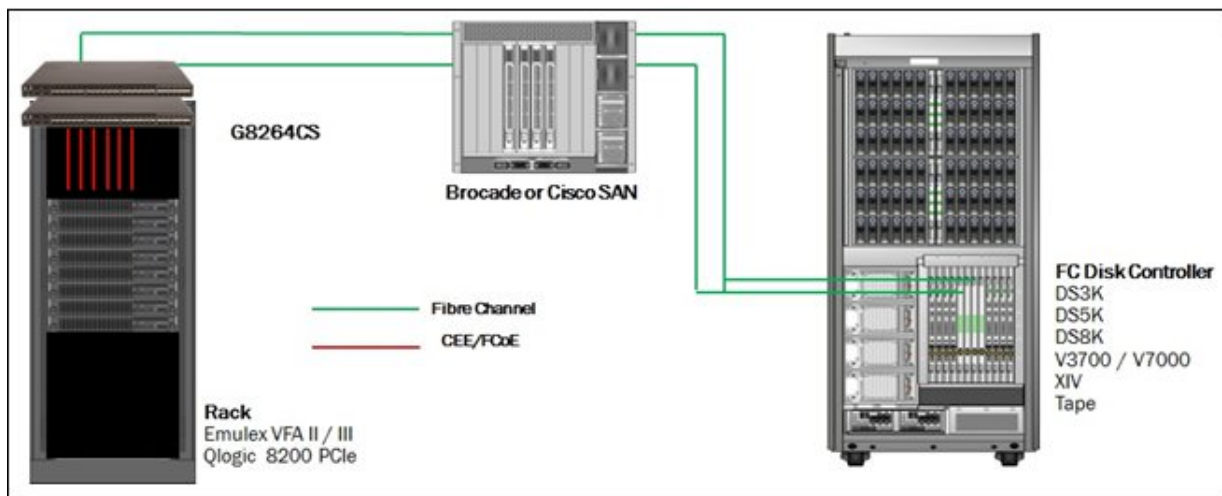 G8264CS
Brocade or Cisco SAN
Fibre Channel
CEE/FCoE
Rack
Emulex VFA II / III
Qlogic 8200 PCIe
FC Disk Controller
DS3K
DS5K
DS8K
V3700 / V7000
XIV
Tape